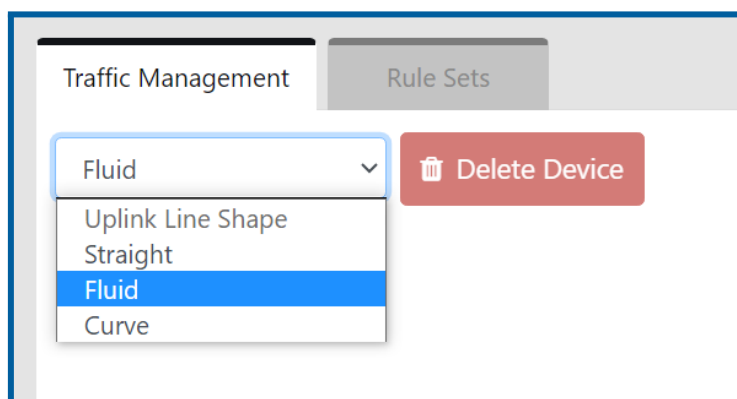 Traffic Management
Rule Sets
Fluid
Delete Device
Uplink Line Shape
Straight
Fluid
Curve